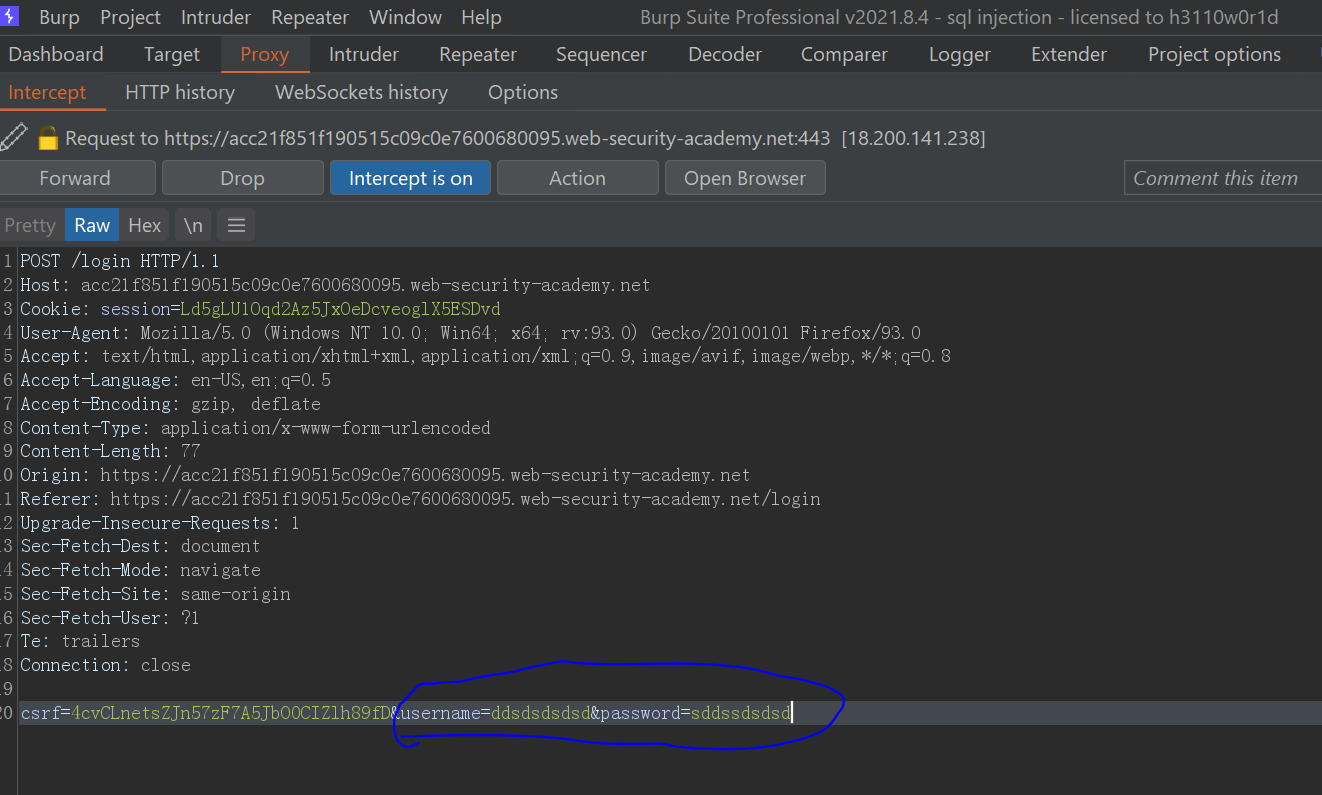 Burp Project Intruder Repeater Window Help Burp Suite Professional v2021.8.4 - sql injection - licensed to h3110w0r1d
Dashboard Target Proxy Intruder Repeater Sequencer Decoder Comparer Logger Extender Project options
Intercept HTTP history WebSockets history Options
Request to https://acc21f851f190515c09c0e7600680095.web-security-academy.net:443 [18.200.141.238]
Forward Drop Intercept is on Action Open Browser Comment this item
Pretty Raw Hex \n
1 POST /login HTTP/1.1
2 Host: acc21f851f190515c09c0e7600680095.web-security-academy.net
3 Cookie: session=Ld5gLU1Oqd2Az5JxOeDcveoglX5ESDvd
4 User-Agent: Mozilla/5.0 (Windows NT 10.0; Win64; x64; rv:93.0) Gecko/20100101 Firefox/93.0
5 Accept: text/html,application/xhtml+xml,application/xml;q=0.9,image/avif,image/webp,*/*;q=0.8
6 Accept-Language: en-US,en;q=0.5
7 Accept-Encoding: gzip, deflate
8 Content-Type: application/x-www-form-urlencoded
9 Content-Length: 77
10 Origin: https://acc21f851f190515c09c0e7600680095.web-security-academy.net
11 Referer: https://acc21f851f190515c09c0e7600680095.web-security-academy.net/login
12 Upgrade-Insecure-Requests: 1
13 Sec-Fetch-Dest: document
14 Sec-Fetch-Mode: navigate
15 Sec-Fetch-Site: same-origin
16 Sec-Fetch-User: ?1
17 Te: trailers
18 Connection: close
19
20 csrf=4cvCLnetsZJn57zF7A5JbO0CIZlh89fD&username=ddsdsdsdsd&password=sddssdsdsd